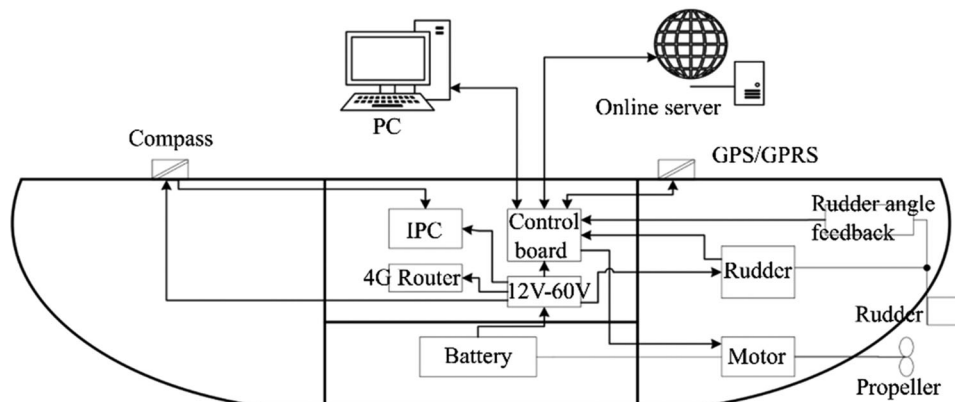 PC
Online server
Compass
GPS/GPRS
IPC
Control
board
Rudder angle
feedback
4G Router
12V-60V
Rudder
Rudder
Battery
Motor
Propeller